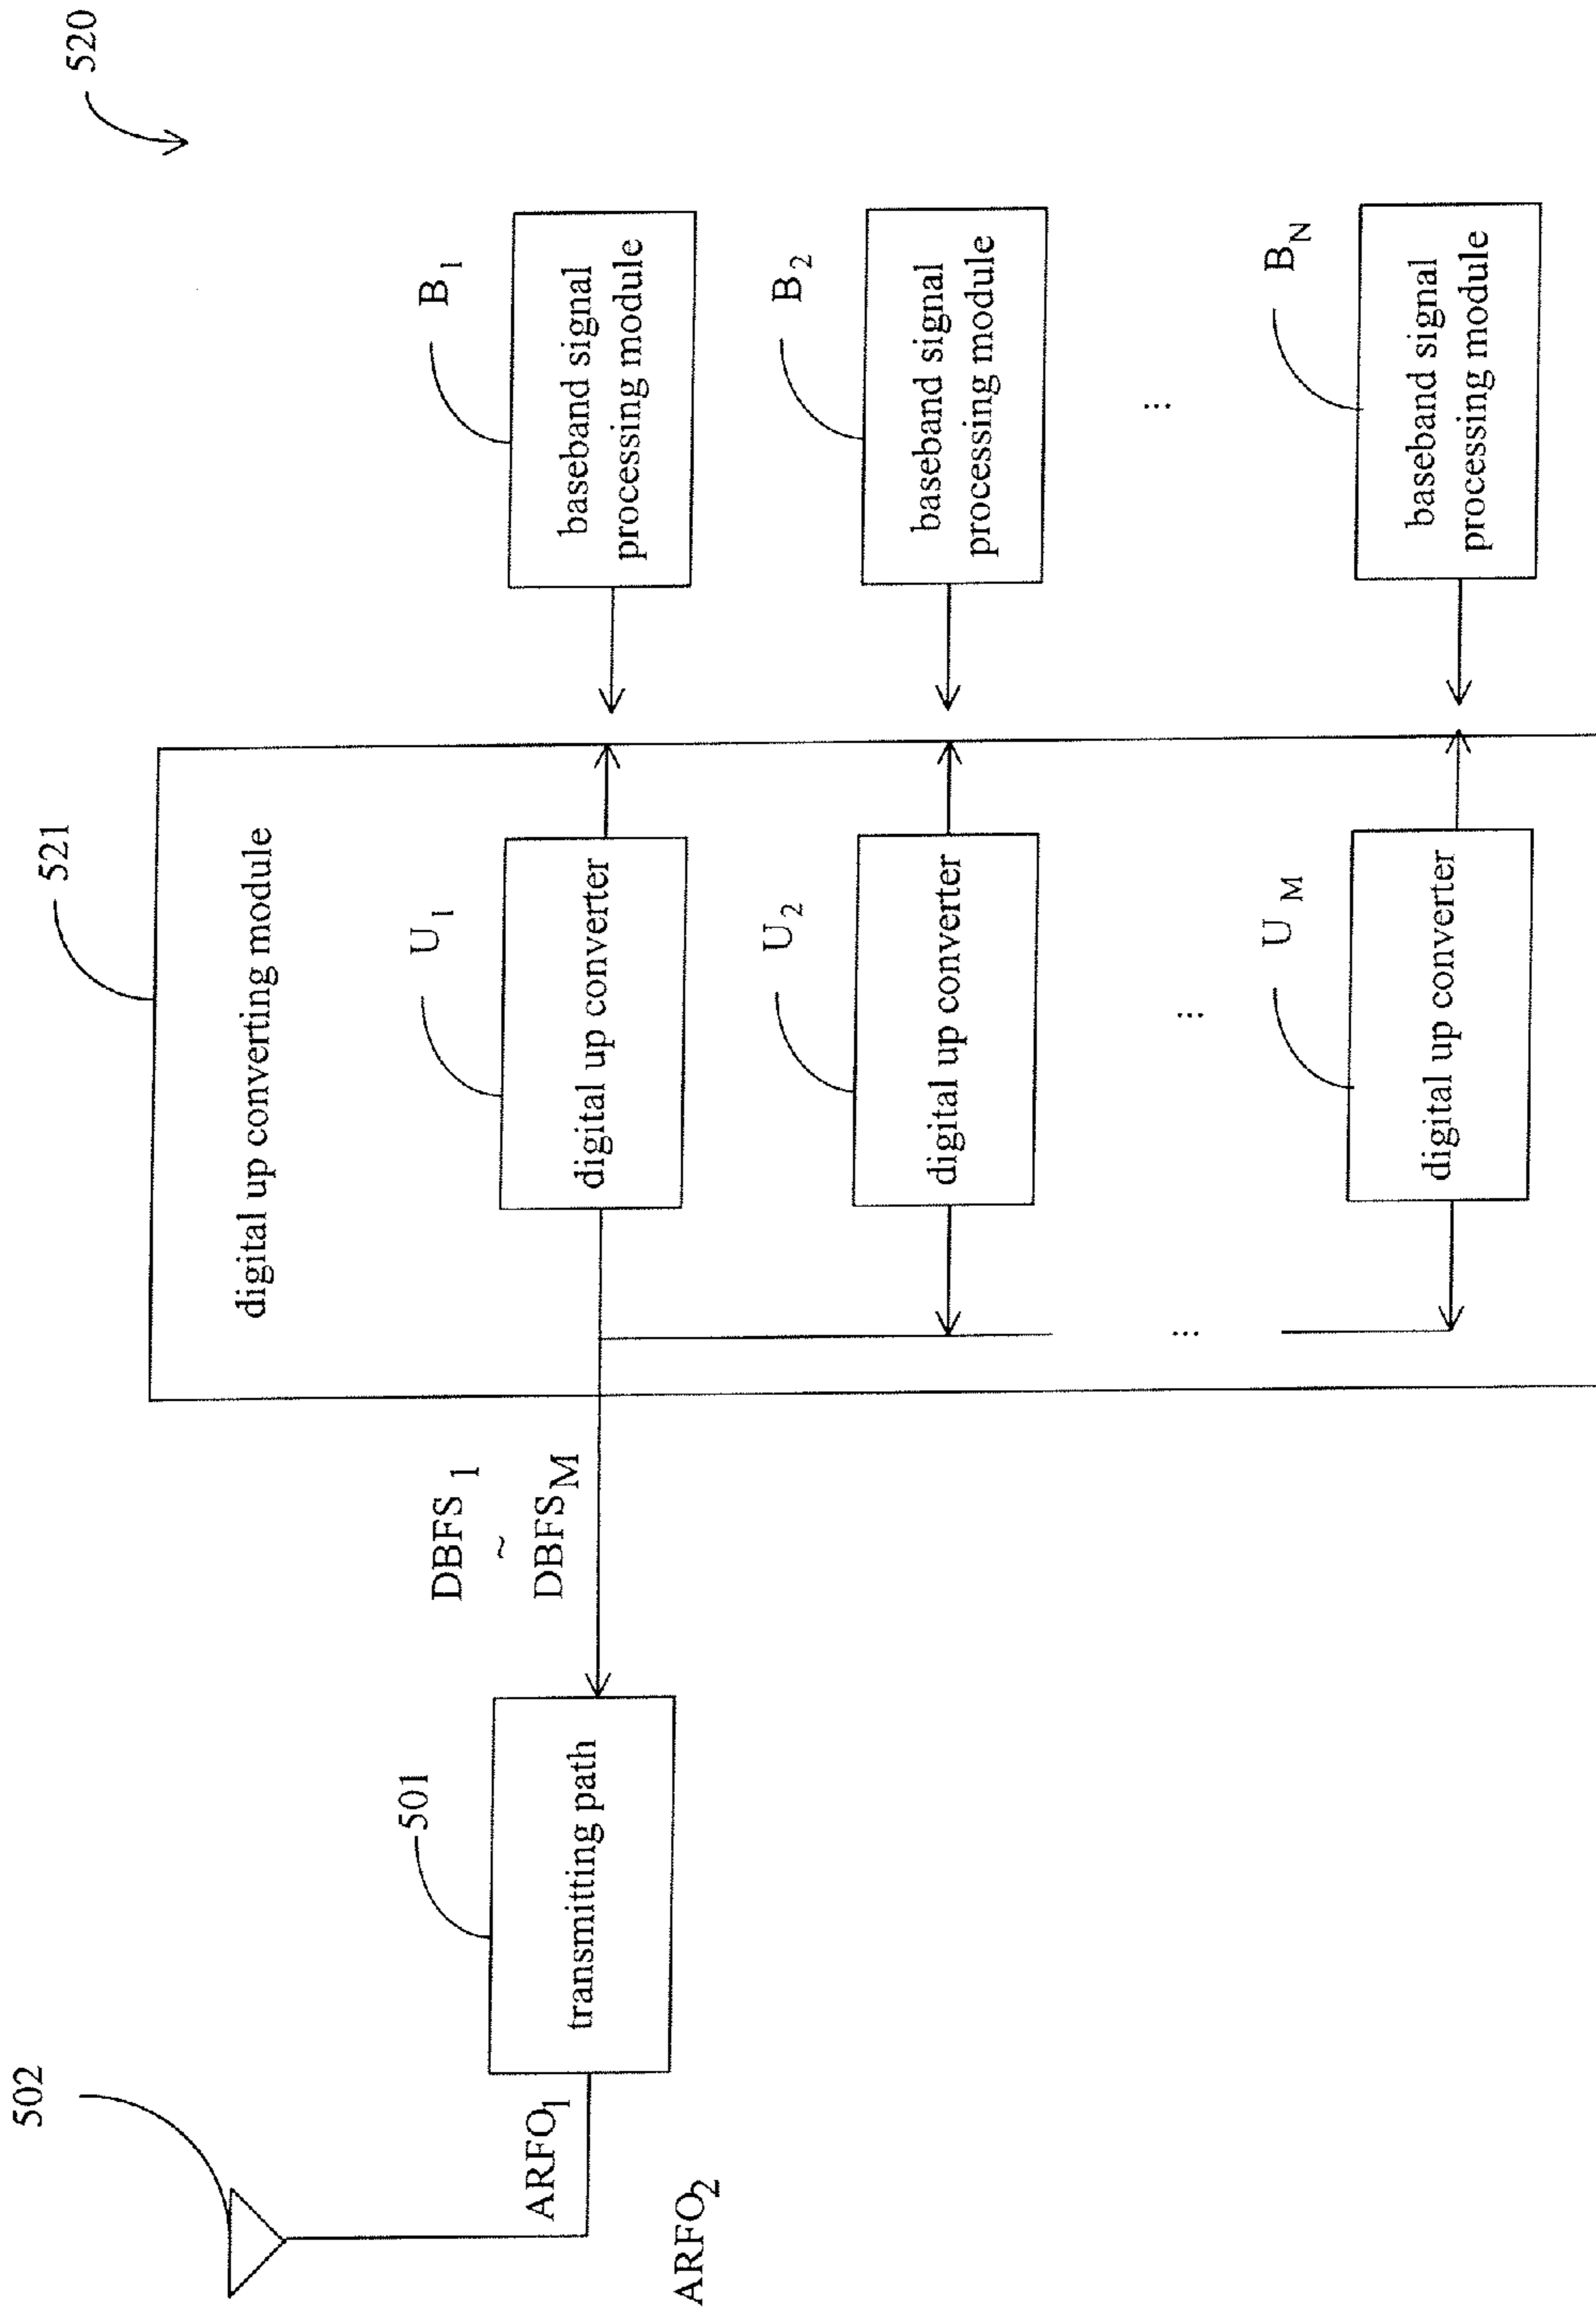 520
521
502
digital up converting module
B1
baseband signal
processing module
U1
digital up converter
DBFS1
~
DBFSM
501
transmitting path
ARFO1
ARFO2
B2
baseband signal
processing module
U2
digital up converter
...
...
...
BN
baseband signal
processing module
UM
digital up converter